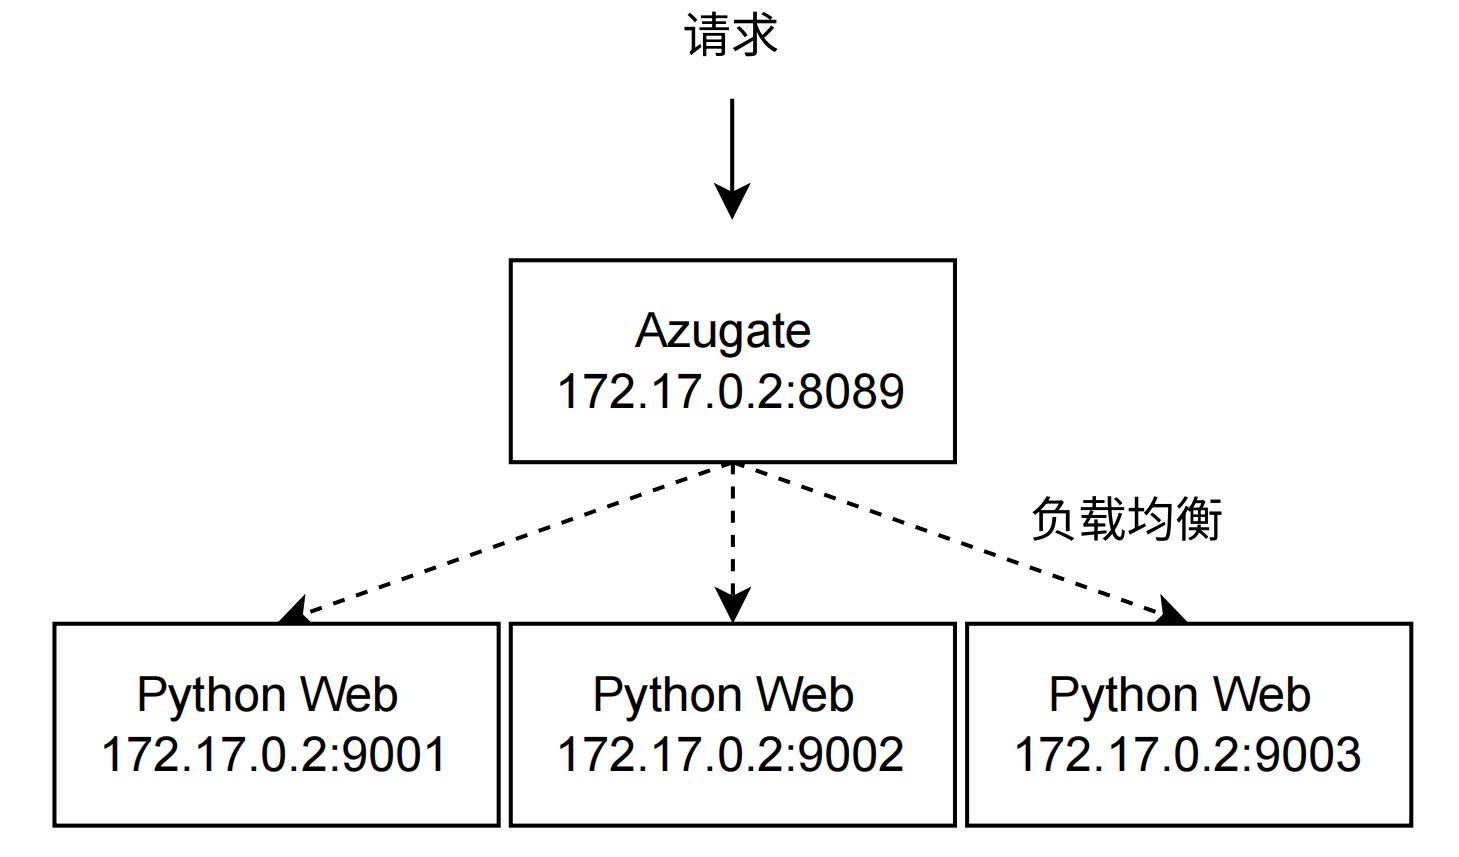 请求
Azugate
172.17.0.2:8089
负载均衡
Python Web
172.17.0.2:9001
Python Web
172.17.0.2:9002
Python Web
172.17.0.2:9003